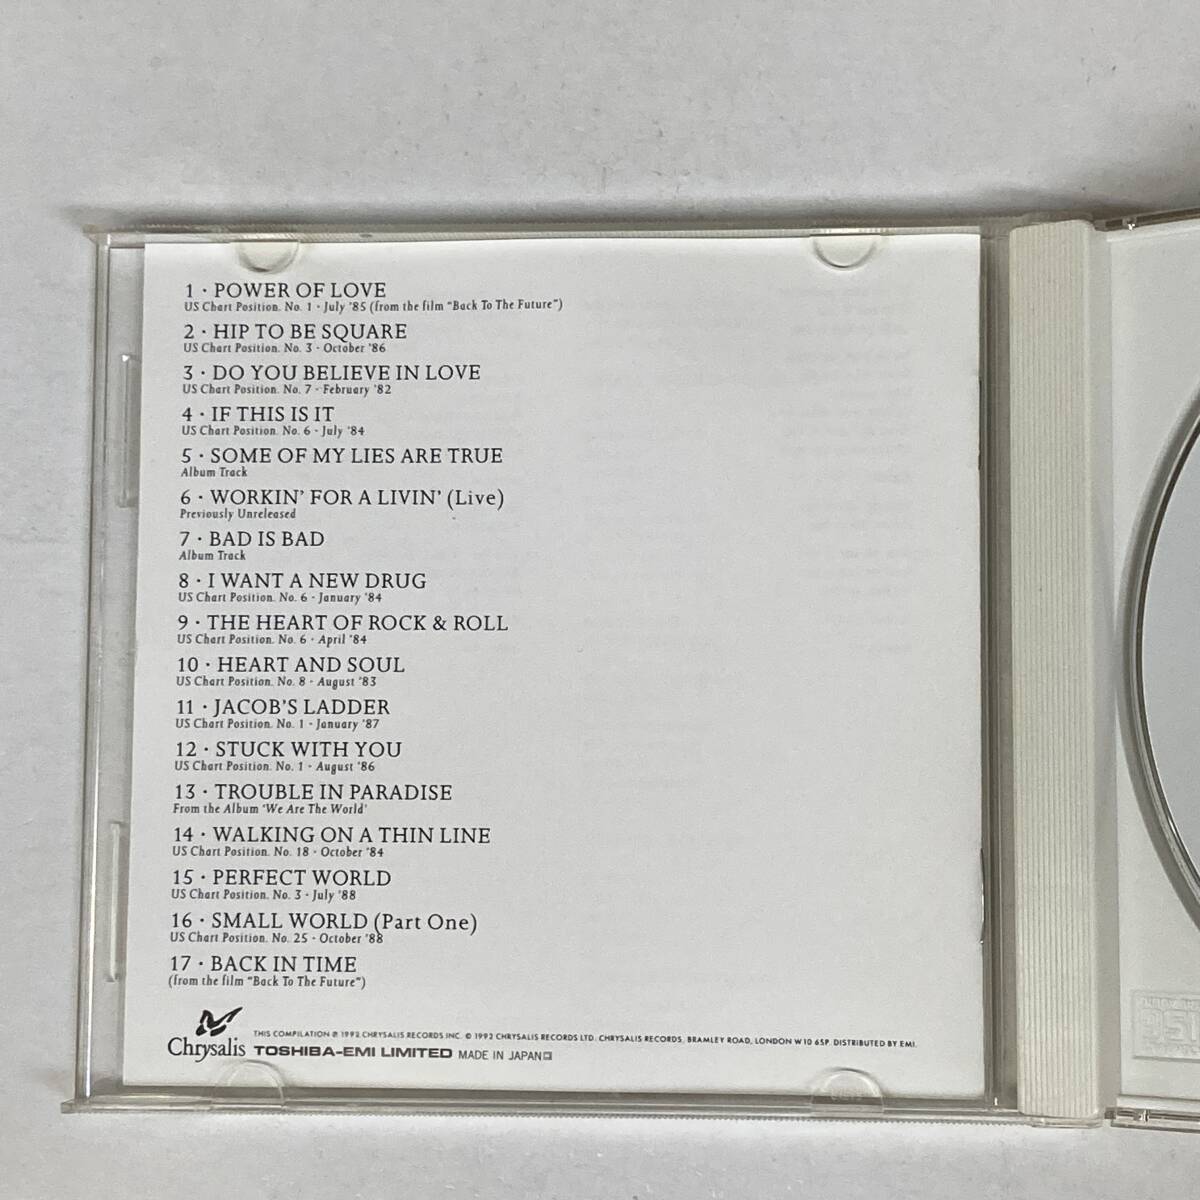 1 · POWER OF LOVE
US Chart Position. No. 1 - July '85 (from the film "Back To The Future")
2 · HIP TO BE SQUARE
US Chart Position. No. 3 - October '86
3 · DO YOU BELIEVE IN LOVE
US Chart Position. No. 7 - February '82
4 · IF THIS IS IT
US Chart Position. No. 6 - July '84
5 · SOME OF MY LIES ARE TRUE
Album Track
6 · WORKIN' FOR A LIVIN' (Live)
Previously Unreleased
7 · BAD IS BAD
Album Track
8 · I WANT A NEW DRUG
US Chart Position. No. 6 - January '84
9 · THE HEART OF ROCK & ROLL
US Chart Position. No. 6 - April '84
10 · HEART AND SOUL
US Chart Position. No. 8 - August '83
11 · JACOB'S LADDER
US Chart Position. No. 1 - January '87
12 · STUCK WITH YOU
US Chart Position. No. 1 - August '86
13 · TROUBLE IN PARADISE
From the Album 'We Are The World'
14 · WALKING ON A THIN LINE
US Chart Position. No. 18 - October '84
15 · PERFECT WORLD
US Chart Position. No. 3 - July '88
16 · SMALL WORLD (Part One)
US Chart Position. No. 25 - October '88
17 · BACK IN TIME
(from the film "Back To The Future")
THIS COMPILATION ℗ 1992 CHRYSALIS RECORDS INC. © 1992 CHRYSALIS RECORDS LTD. CHRYSALIS RECORDS, BRAMLEY ROAD, LONDON W10 6SP. DISTRIBUTED BY EMI.
Chrysalis TOSHIBA-EMI LIMITED MADE IN JAPAN